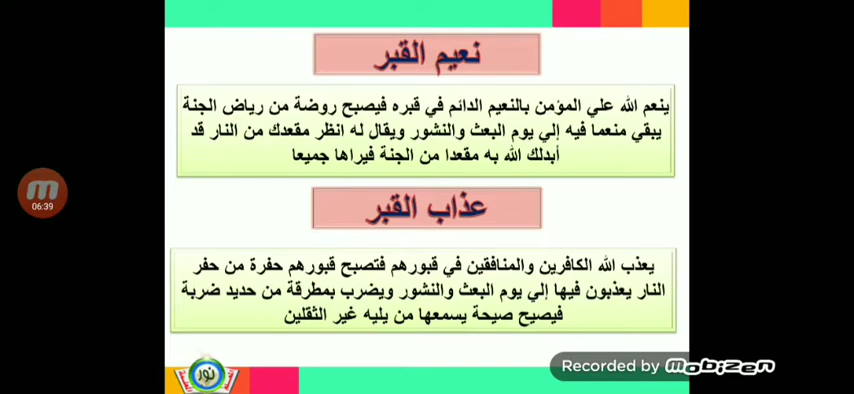 نعيم القبر
ينعم الله علي المؤمن بالنعيم الدائم في قبره فيصبح روضة من رياض الجنة
يبقي منعما فيه إلي يوم البعث والنشور ويقال له انظر مقعدك من النار قد
أبدلك الله به مقعدا من الجنة فيراها جميعا
06:39
عذاب القبر
يعذب الله الكافرين والمنافقين في قبورهم فتصبح قبورهم حفرة من حفر
النار يعذبون فيها إلي يوم البعث والنشور ويضرب بمطرقة من حديد ضربة
فيصيح صيحة يسمعها من يليه غير الثقلين
نور
Recorded by mobizen